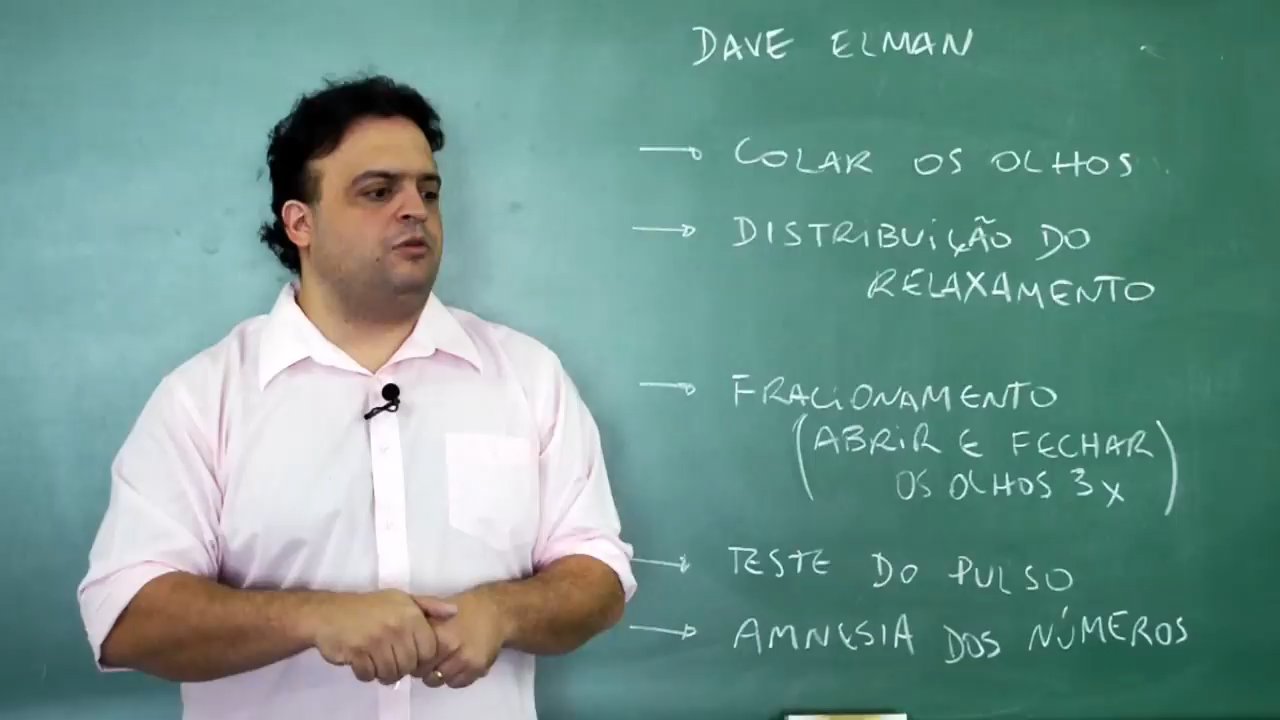 DAVE ELMAN
→ COLAR OS OLHOS
→ DISTRIBUIÇÃO DO
RELAXAMENTO
→ FRACIONAMENTO
(ABRIR E FECHAR
OS OLHOS 3x)
→ TESTE DO PULSO
→ AMNESIA DOS NÚMEROS